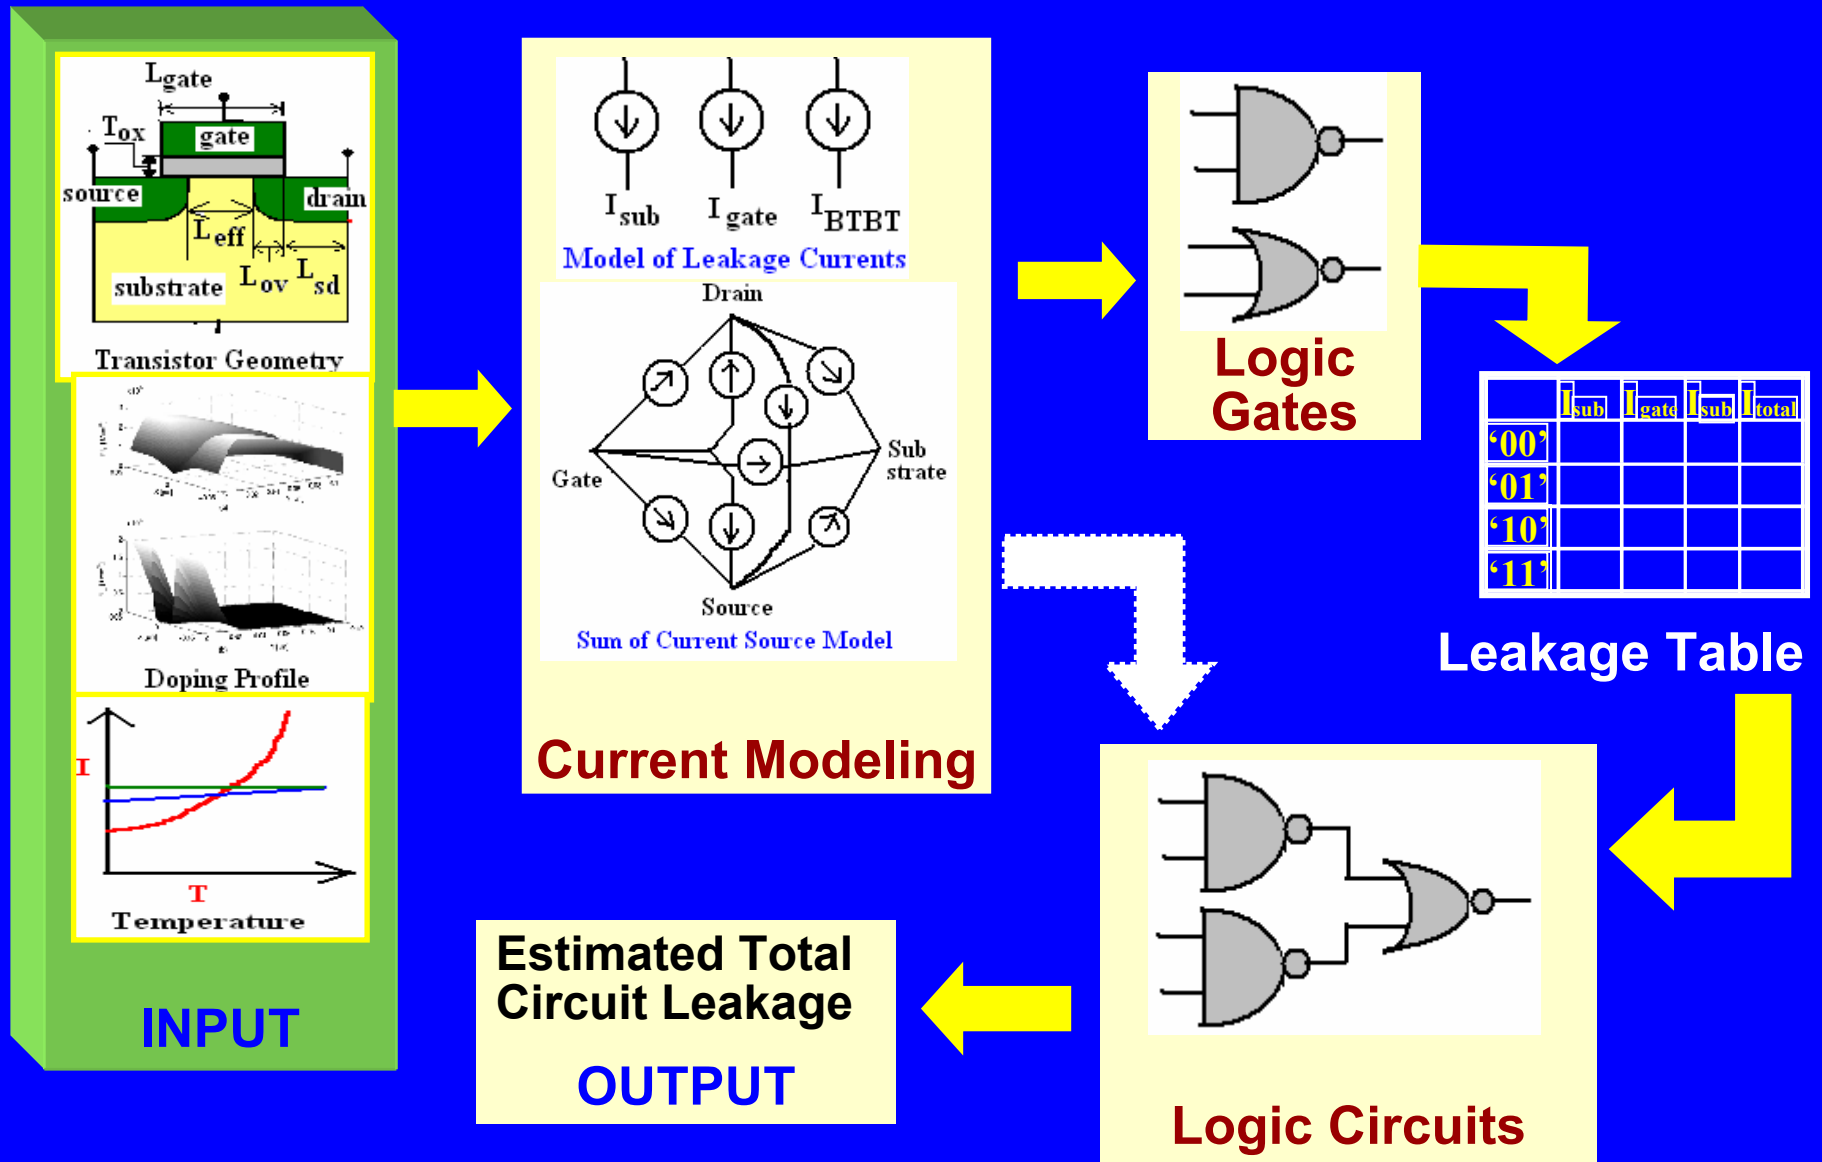 Lgate
Tox
gate
source
drain
Leff
Lov
Lsd
substrate
Transistor Geometry
Doping Profile
I
T
Temperature
INPUT
Isub
Igate
IBTBT
Model of Leakage Currents
Drain
Gate
Sub
strate
Source
Sum of Current Source Model
Current Modeling
Logic
Gates
Isub Igate Isub Itotal
‘00’
‘01’
‘10’
‘11’
Leakage Table
Logic Circuits
Estimated Total
Circuit Leakage
OUTPUT